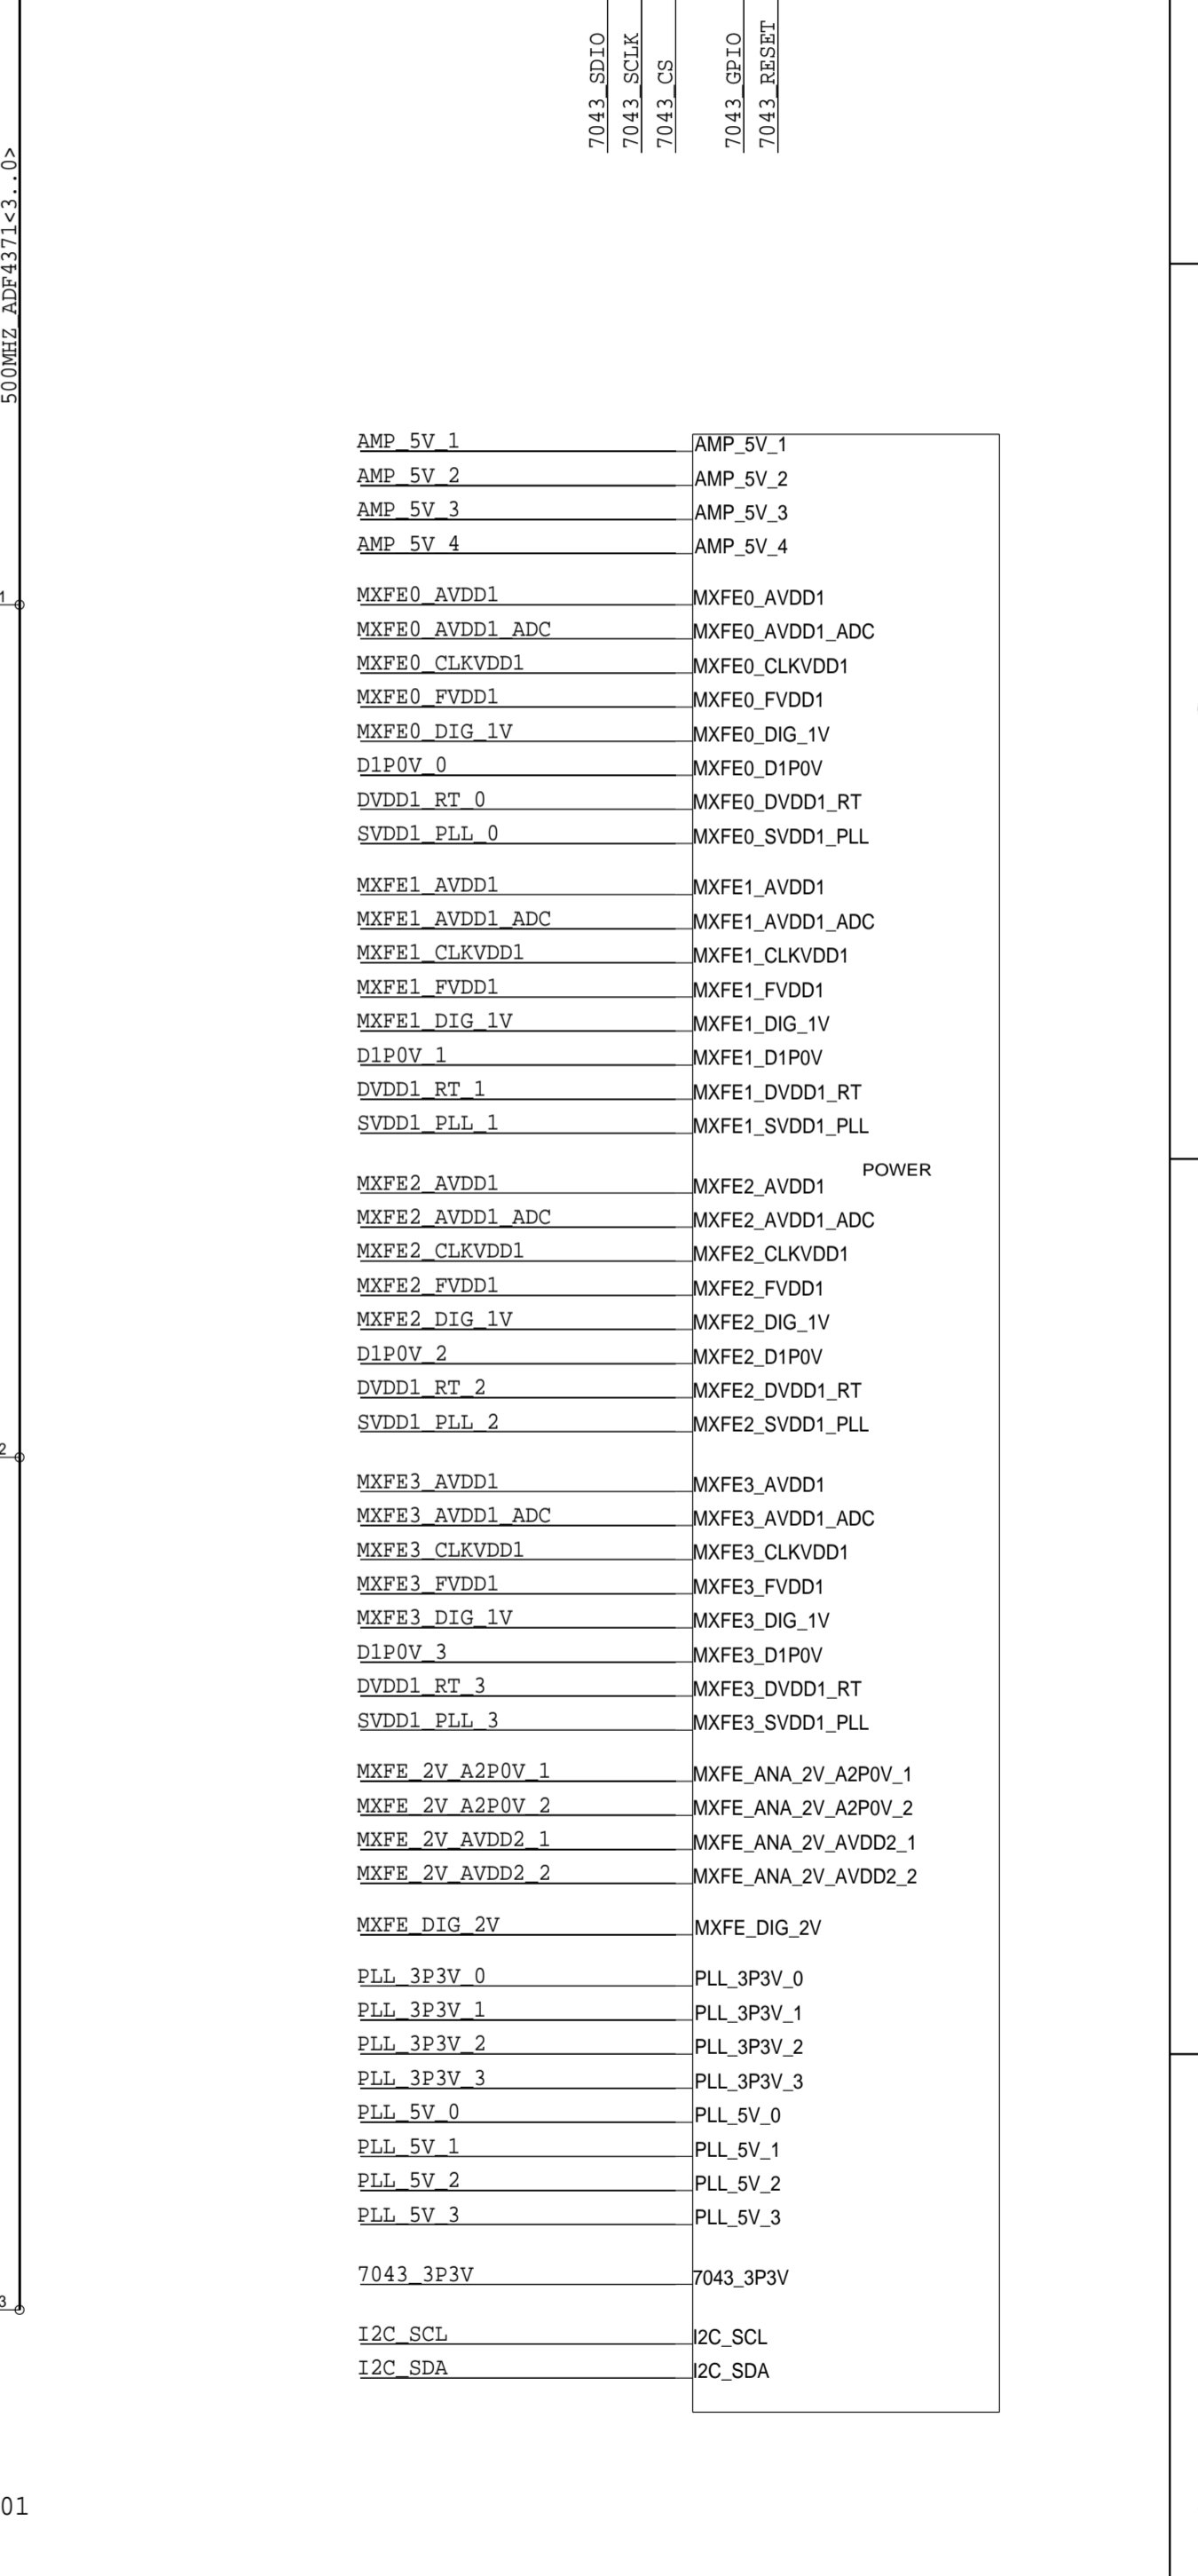 7043_SDIO
7043_SCLK
7043_CS
7043_GPIO
7043_RESET
500MHZ_ADF4371<3..0>
AMP_5V_1 AMP_5V_1
AMP_5V_2 AMP_5V_2
AMP_5V_3 AMP_5V_3
AMP_5V_4 AMP_5V_4
1
MXFE0_AVDD1 MXFE0_AVDD1
MXFE0_AVDD1_ADC MXFE0_AVDD1_ADC
MXFE0_CLKVDD1 MXFE0_CLKVDD1
MXFE0_FVDD1 MXFE0_FVDD1
MXFE0_DIG_1V MXFE0_DIG_1V
D1P0V_0 MXFE0_D1P0V
DVDD1_RT_0 MXFE0_DVDD1_RT
SVDD1_PLL_0 MXFE0_SVDD1_PLL
MXFE1_AVDD1 MXFE1_AVDD1
MXFE1_AVDD1_ADC MXFE1_AVDD1_ADC
MXFE1_CLKVDD1 MXFE1_CLKVDD1
MXFE1_FVDD1 MXFE1_FVDD1
MXFE1_DIG_1V MXFE1_DIG_1V
D1P0V_1 MXFE1_D1P0V
DVDD1_RT_1 MXFE1_DVDD1_RT
SVDD1_PLL_1 MXFE1_SVDD1_PLL
POWER
MXFE2_AVDD1 MXFE2_AVDD1
MXFE2_AVDD1_ADC MXFE2_AVDD1_ADC
MXFE2_CLKVDD1 MXFE2_CLKVDD1
MXFE2_FVDD1 MXFE2_FVDD1
MXFE2_DIG_1V MXFE2_DIG_1V
D1P0V_2 MXFE2_D1P0V
DVDD1_RT_2 MXFE2_DVDD1_RT
SVDD1_PLL_2 MXFE2_SVDD1_PLL
2
MXFE3_AVDD1 MXFE3_AVDD1
MXFE3_AVDD1_ADC MXFE3_AVDD1_ADC
MXFE3_CLKVDD1 MXFE3_CLKVDD1
MXFE3_FVDD1 MXFE3_FVDD1
MXFE3_DIG_1V MXFE3_DIG_1V
D1P0V_3 MXFE3_D1P0V
DVDD1_RT_3 MXFE3_DVDD1_RT
SVDD1_PLL_3 MXFE3_SVDD1_PLL
MXFE_2V_A2P0V_1 MXFE_ANA_2V_A2P0V_1
MXFE_2V_A2P0V_2 MXFE_ANA_2V_A2P0V_2
MXFE_2V_AVDD2_1 MXFE_ANA_2V_AVDD2_1
MXFE_2V_AVDD2_2 MXFE_ANA_2V_AVDD2_2
MXFE_DIG_2V MXFE_DIG_2V
PLL_3P3V_0 PLL_3P3V_0
PLL_3P3V_1 PLL_3P3V_1
PLL_3P3V_2 PLL_3P3V_2
PLL_3P3V_3 PLL_3P3V_3
PLL_5V_0 PLL_5V_0
PLL_5V_1 PLL_5V_1
PLL_5V_2 PLL_5V_2
PLL_5V_3 PLL_5V_3
7043_3P3V 7043_3P3V
3
I2C_SCL I2C_SCL
I2C_SDA I2C_SDA
01